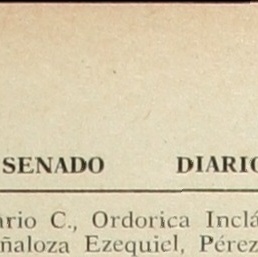 SENADO DIARIO
ario C., Ordorica Inclá
ñaloza Ezequiel, Pérez